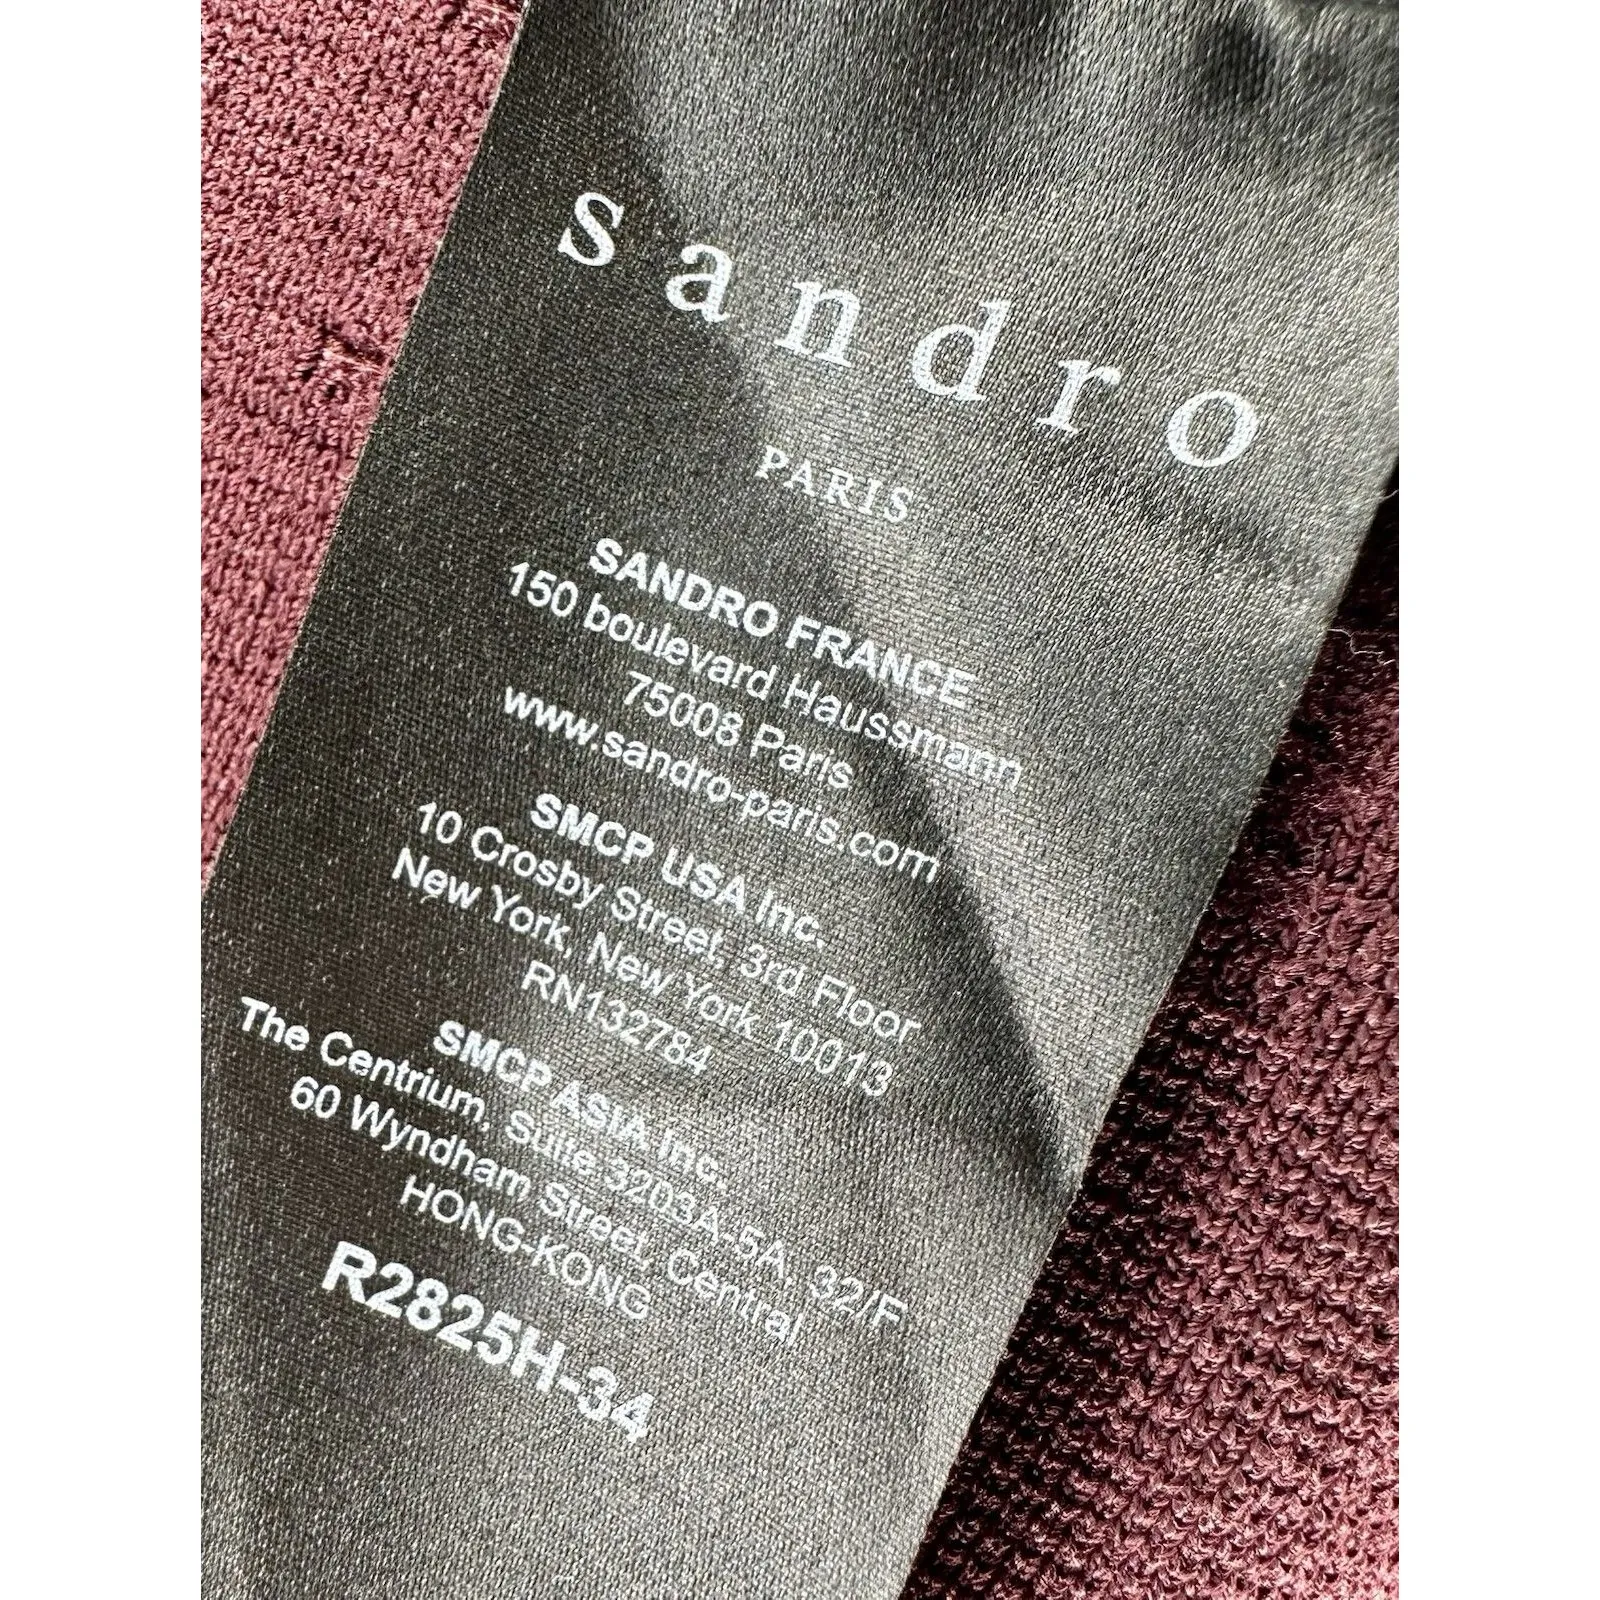 sandro
PARIS
SANDRO FRANCE
150 boulevard Haussmann
75008 Paris
www.sandro-paris.com
SMCP USA Inc.
10 Crosby Street, 3rd Floor
New York, New York 10013
RN132784
SMCP ASIA Inc.
The Centrium, Suite 3203A-5A, 32/F
60 Wyndham Street, Central
HONG-KONG
R2825H-34